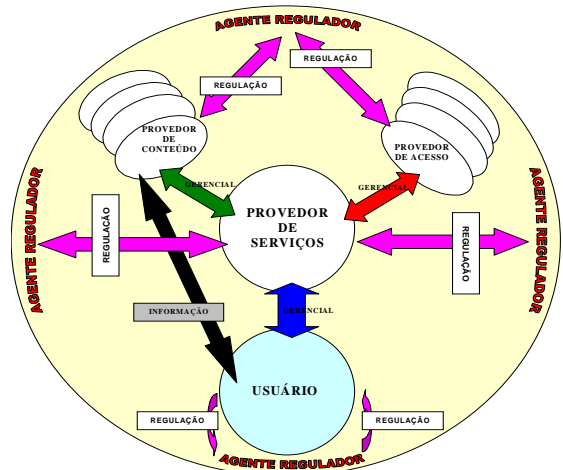 AGENTE REGULADOR
REGULAÇÃO
REGULAÇÃO
PROVEDOR
DE
CONTEÚDO
PROVEDOR
DE ACESSO
GERENCIAL
GERENCIAL
AGENTE REGULADOR
REGULAÇÃO
PROVEDOR
DE
SERVIÇOS
REGULAÇÃO
AGENTE REGULADOR
INFORMAÇÃO
GERENCIAL
USUÁRIO
REGULAÇÃO
REGULAÇÃO
AGENTE REGULADOR